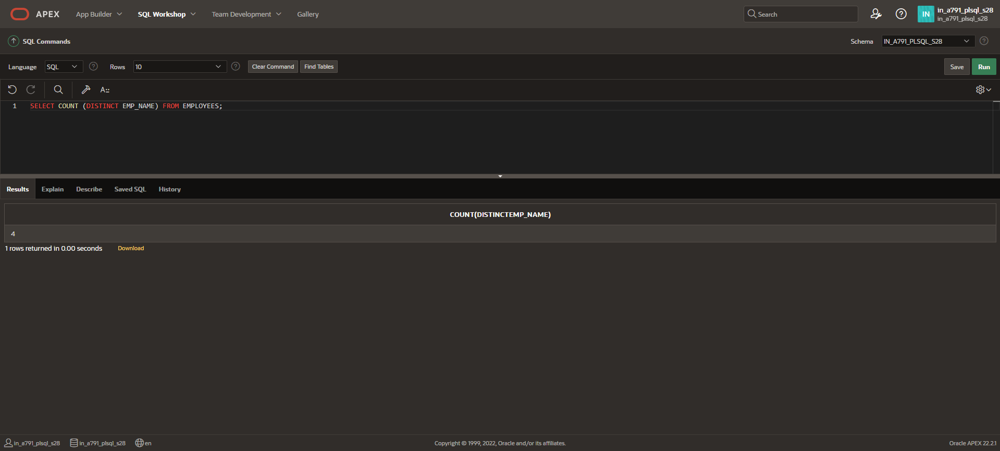 APEX App Builder SQL Workshop Team Development Gallery Search IN in_a791_plsql_s28
in_a791_plsql_s28
SQL Commands Schema IN_A791_PLSQL_S28
Language SQL Rows 10 Clear Command Find Tables Save Run
A::
1 SELECT COUNT (DISTINCT EMP_NAME) FROM EMPLOYEES;
Results Explain Describe Saved SQL History
COUNT(DISTINCTEMP_NAME)
4
1 rows returned in 0.00 seconds Download
in_a791_plsql_s28 in_a791_plsql_s28 en Copyright © 1999, 2022, Oracle and/or its affiliates. Oracle APEX 22.2.1